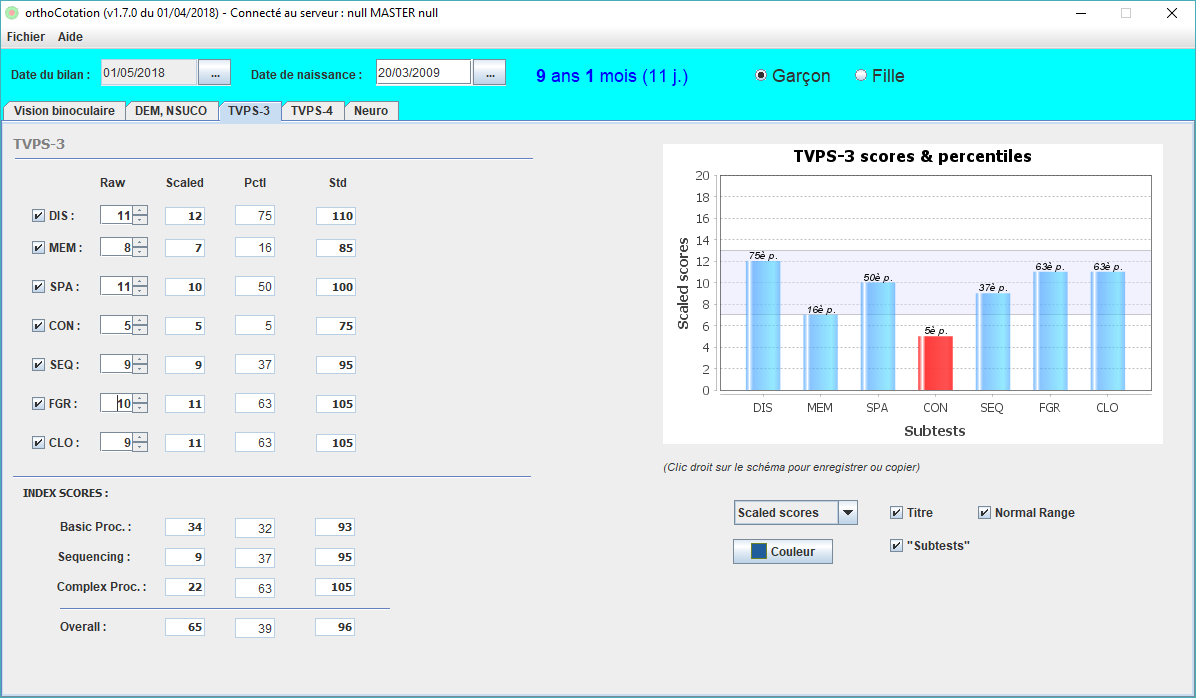 orthoCotation (v1.7.0 du 01/04/2018) - Connecté au serveur : null MASTER null
Fichier Aide
Date du bilan : 01/05/2018 ... Date de naissance : 20/03/2009 ... 9 ans 1 mois (11 j.) Garçon Fille
Vision binoculaire DEM, NSUCO TVPS-3 TVPS-4 Neuro
TVPS-3
Raw Scaled Pctl Std
DIS : 11 12 75 110
MEM : 8 7 16 85
SPA : 11 10 50 100
CON : 5 5 5 75
SEQ : 9 9 37 95
FGR : 10 11 63 105
CLO : 9 11 63 105
INDEX SCORES :
Basic Proc. : 34 32 93
Sequencing : 9 37 95
Complex Proc. : 22 63 105
Overall : 65 39 96
TVPS-3 scores & percentiles
Scaled scores
20
18
16
14
12
10
8
6
4
2
0
75è p. 16è p. 50è p. 5è p. 37è p. 63è p. 63è p.
DIS MEM SPA CON SEQ FGR CLO
Subtests
(Clic droit sur le schéma pour enregistrer ou copier)
Scaled scores Titre Normal Range
Couleur "Subtests"